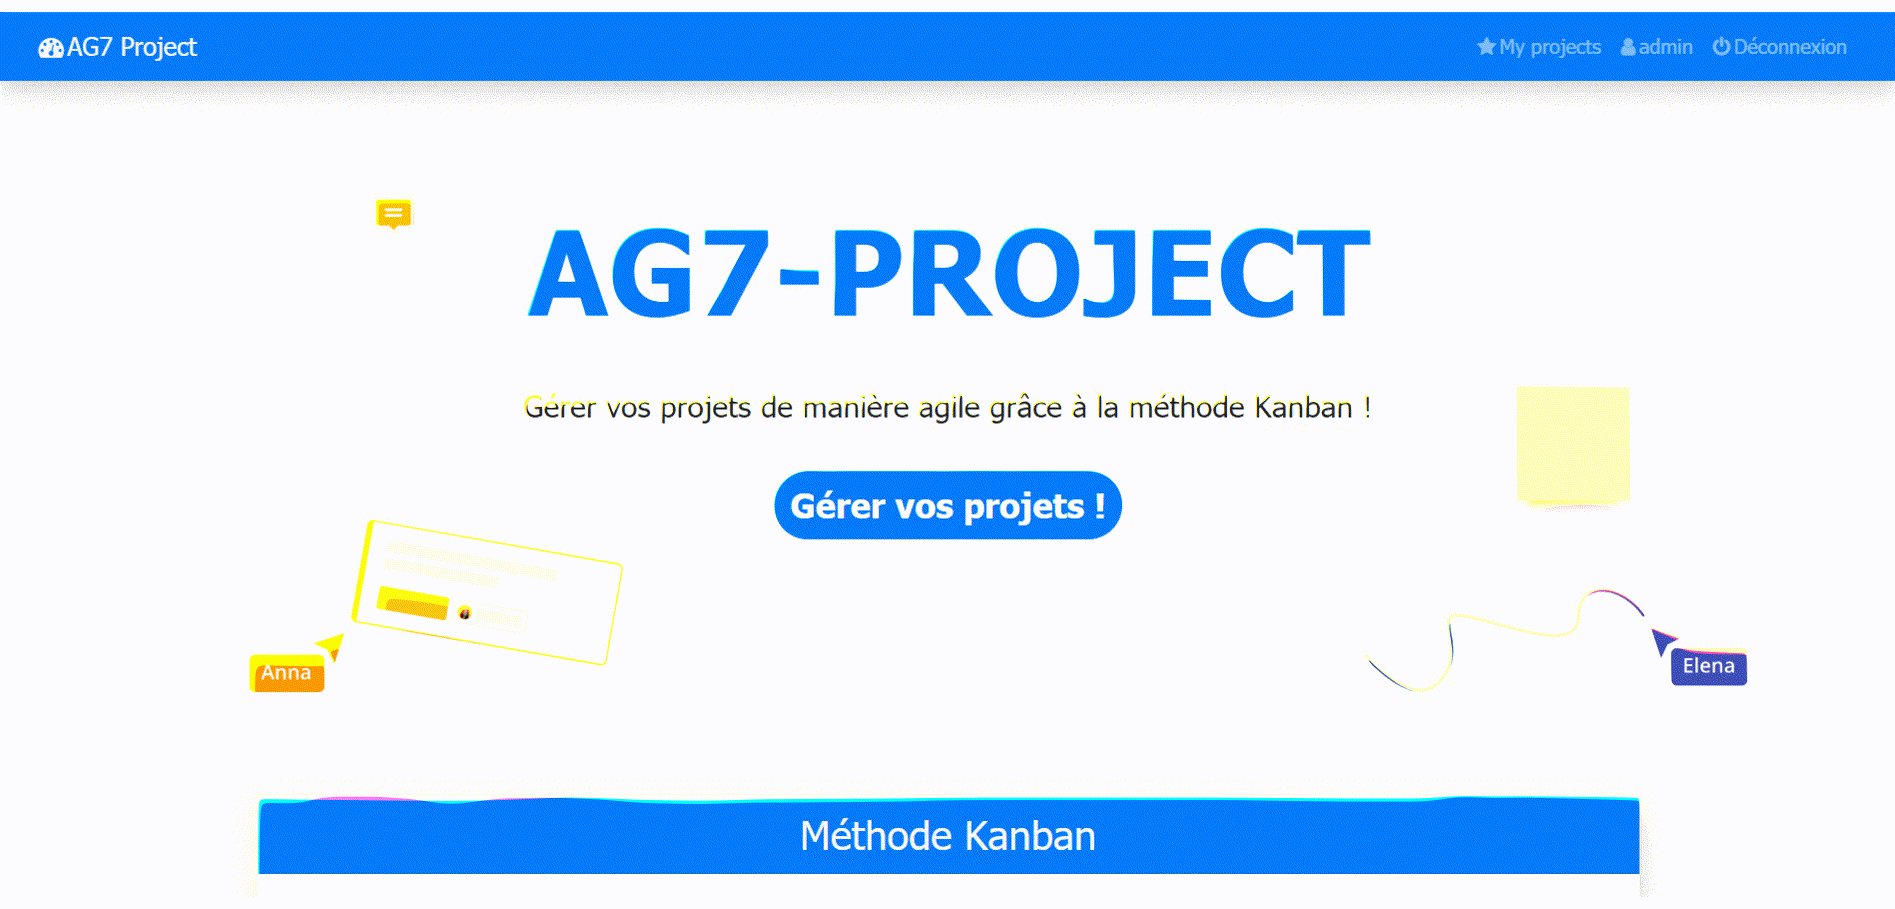 AG7 Project
My projects admin Déconnexion
AG7-PROJECT
Gérer vos projets de manière agile grâce à la méthode Kanban !
Gérer vos projets !
Anna
Elena
Méthode Kanban